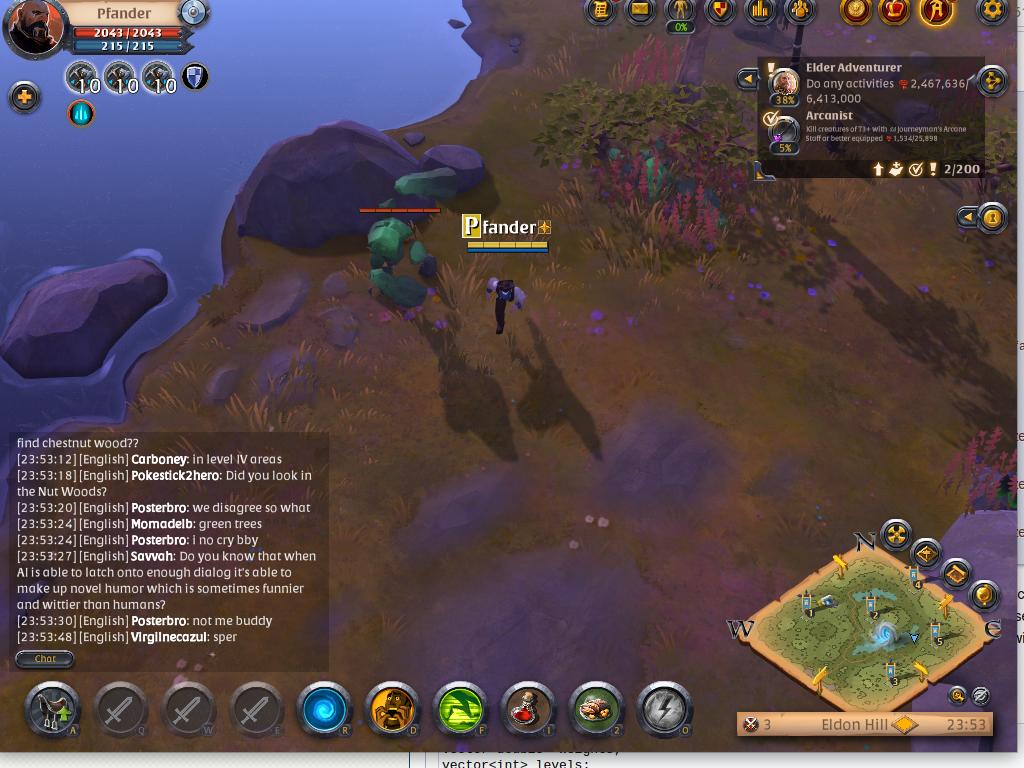 Pfander
2043 / 2043
215 / 215
10 10 10
0%
Elder Adventurer
Do any activities 2,467,636/
6,413,000
38%
Arcanist
Kill creatures of T3+ with Journeyman's Arcane
Staff or better equipped 1,534/25,898
5%
2/200
1
Pfander
find chestnut wood??
[23:53:12] [English] Carboney: in level IV areas
[23:53:18] [English] Pokestick2hero: Did you look in
the Nut Woods?
[23:53:20] [English] Posterbro: we disagree so what
[23:53:24] [English] Momadelb: green trees
[23:53:24] [English] Posterbro: i no cry bby
[23:53:27] [English] Savvah: Do you know that when
AI is able to latch onto enough dialog it's able to
make up novel humor which is sometimes funnier
and wittier than humans?
[23:53:30] [English] Posterbro: not me buddy
[23:53:48] [English] Virglinecazul: sper
Chat
N
W
E
1
2
3
4
5
A Q W E R D F 1 2 O
3 Eldon Hill 23:53
vector<int> levels;